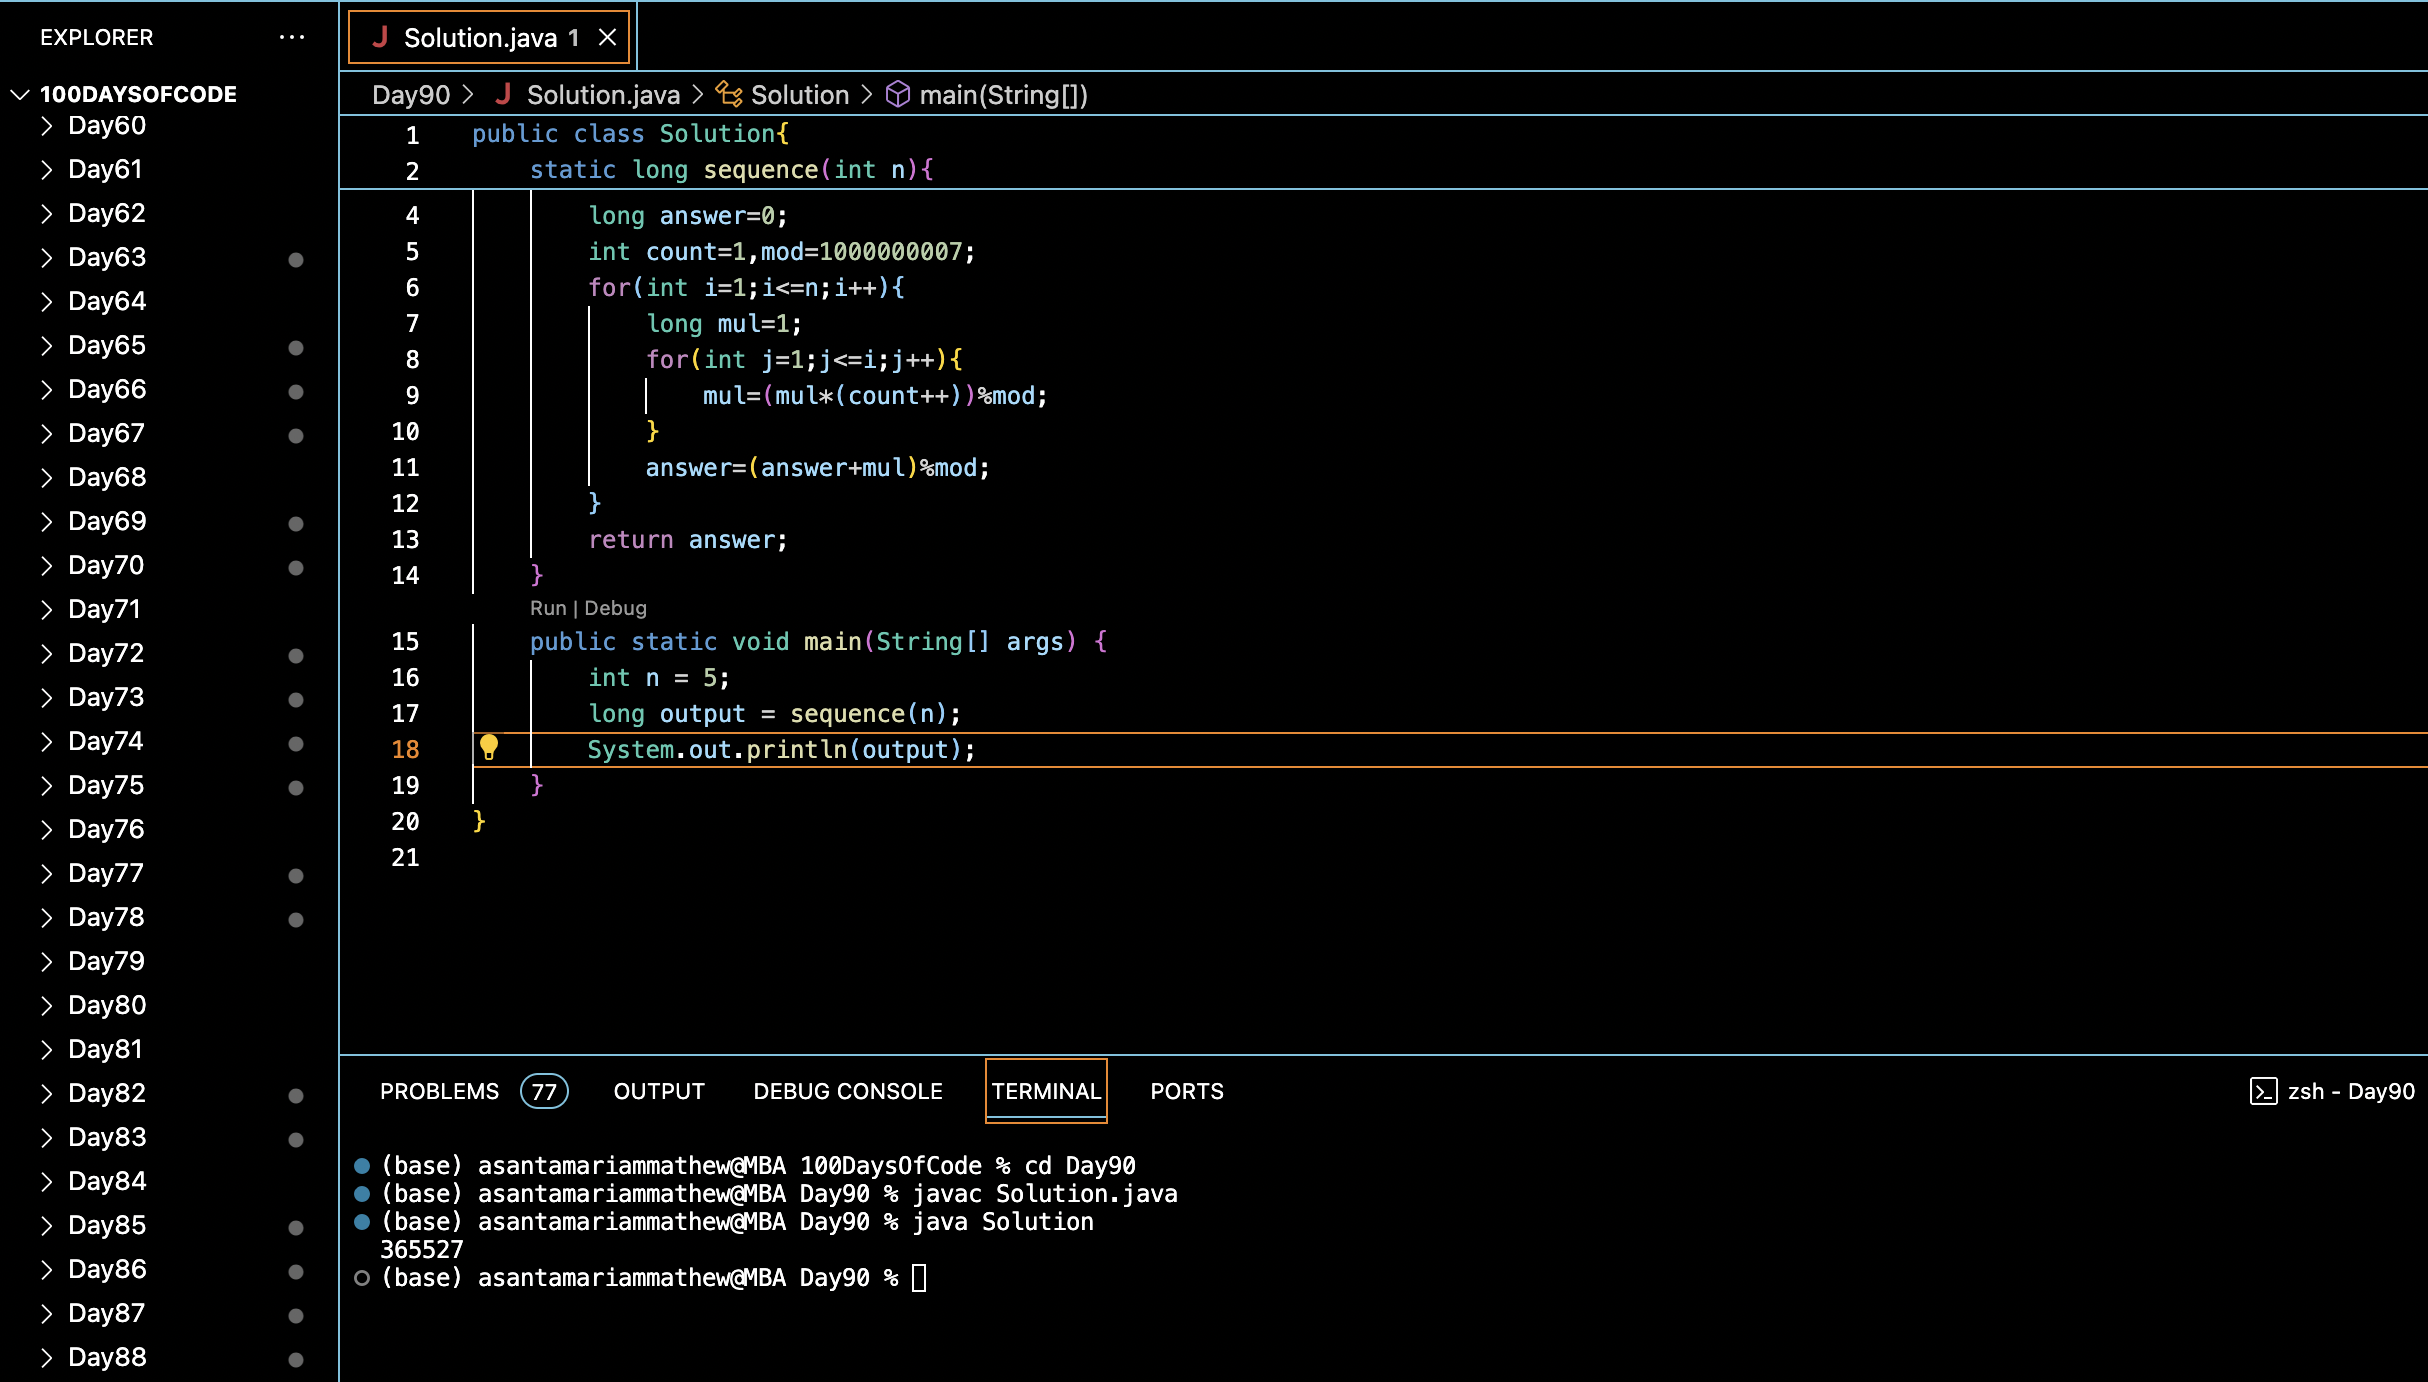 EXPLORER
100DAYSOFCODE
Day60
Day61
Day62
Day63
Day64
Day65
Day66
Day67
Day68
Day69
Day70
Day71
Day72
Day73
Day74
Day75
Day76
Day77
Day78
Day79
Day80
Day81
Day82
Day83
Day84
Day85
Day86
Day87
Day88
J Solution.java 1
Day90 > J Solution.java > Solution > main(String[])
1 public class Solution{
2     static long sequence(int n){
4         long answer=0;
5         int count=1,mod=1000000007;
6         for(int i=1;i<=n;i++){
7             long mul=1;
8             for(int j=1;j<=i;j++){
9                 mul=(mul*(count++))%mod;
10             }
11             answer=(answer+mul)%mod;
12         }
13         return answer;
14     }
Run | Debug
15     public static void main(String[] args) {
16         int n = 5;
17         long output = sequence(n);
18         System.out.println(output);
19     }
20 }
21
PROBLEMS 77 OUTPUT DEBUG CONSOLE TERMINAL PORTS zsh - Day90
(base) asantamariammathew@MBA 100DaysOfCode % cd Day90
(base) asantamariammathew@MBA Day90 % javac Solution.java
(base) asantamariammathew@MBA Day90 % java Solution
365527
(base) asantamariammathew@MBA Day90 %